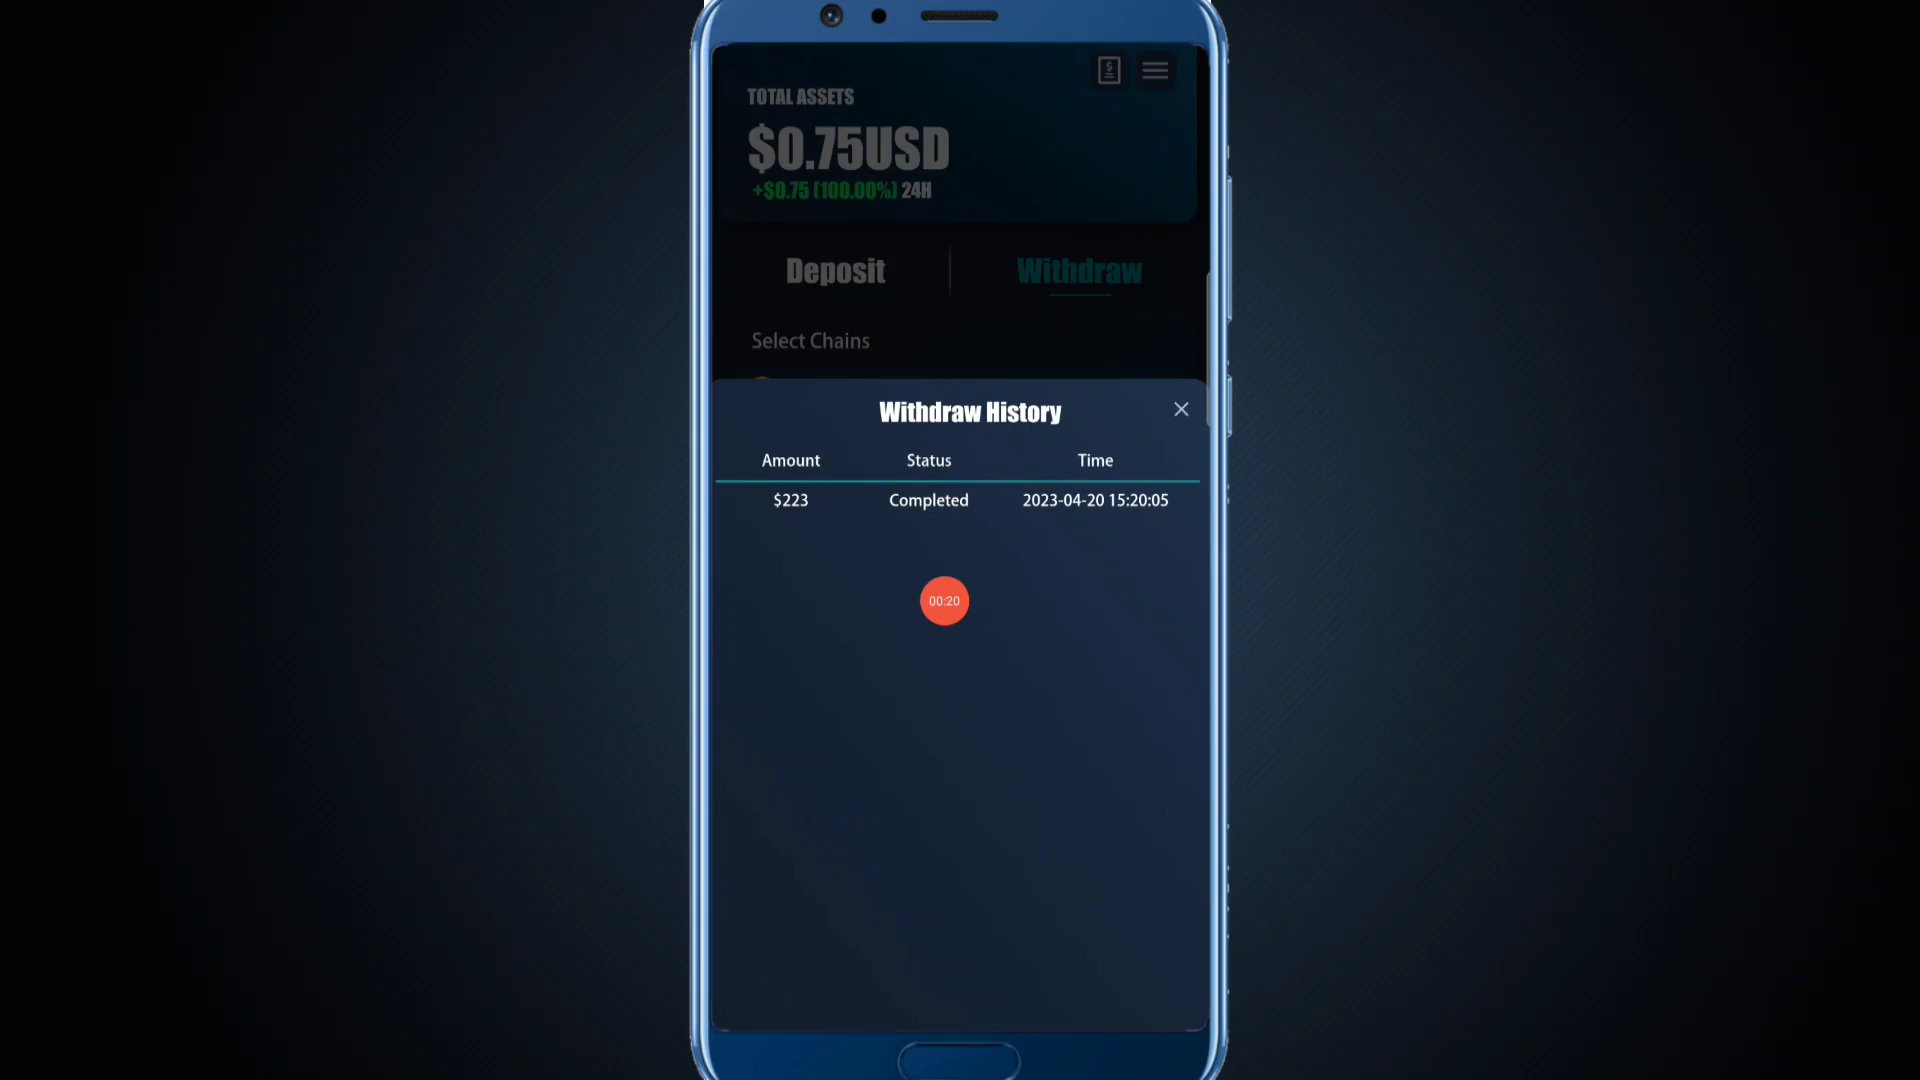 TOTAL ASSETS
$0.75USD
+$0.75 (100.00%) 24H
Deposit
Withdraw
Select Chains
Withdraw History
Amount Status Time
$223 Completed 2023-04-20 15:20:05
00:20